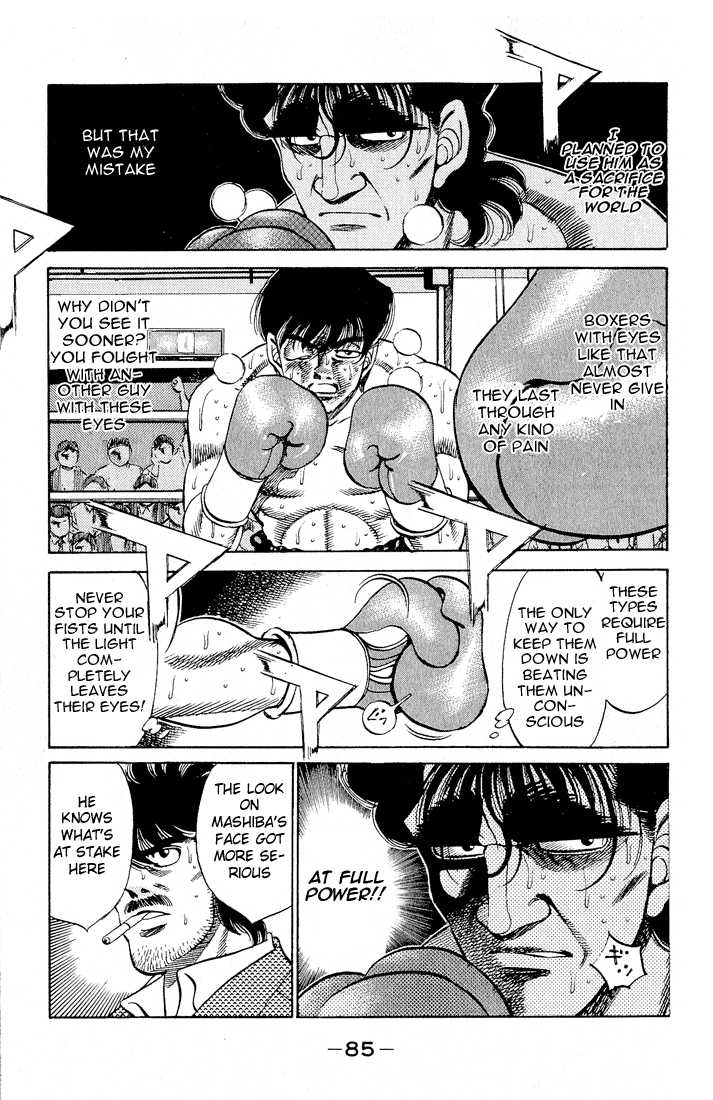 I
PLANNED TO
USE HIM AS
A SACRIFICE
FOR THE
WORLD
BUT THAT
WAS MY
MISTAKE
BOXERS
WITH EYES
LIKE THAT
ALMOST
NEVER GIVE
IN
THEY LAST
THROUGH
ANY KIND
OF PAIN
WHY DIDN'T
YOU SEE IT
SOONER?
YOU FOUGHT
WITH AN-
OTHER GUY
WITH THESE
EYES
THESE
TYPES
REQUIRE
FULL
POWER
THE ONLY
WAY TO
KEEP THEM
DOWN IS
BEATING
THEM UN-
CON-
SCIOUS
NEVER
STOP YOUR
FISTS UNTIL
THE LIGHT
COM-
PLETELY
LEAVES
THEIR EYES!
AT FULL
POWER!!
THE LOOK
ON
MASHIBA'S
FACE GOT
MORE SE-
RIOUS
HE
KNOWS
WHAT'S
AT STAKE
HERE
-85-